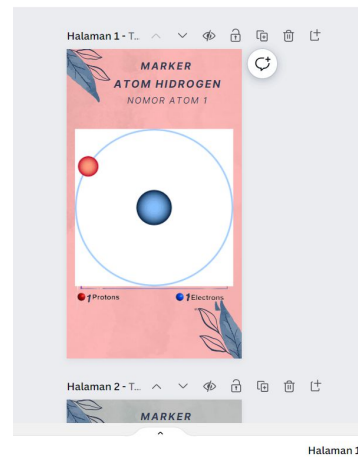 Halaman 1 - T...
MARKER
ATOM HIDROGEN
NOMOR ATOM 1
1 Protons
1 Electrons
Halaman 2 - T...
MARKER
Halaman 1